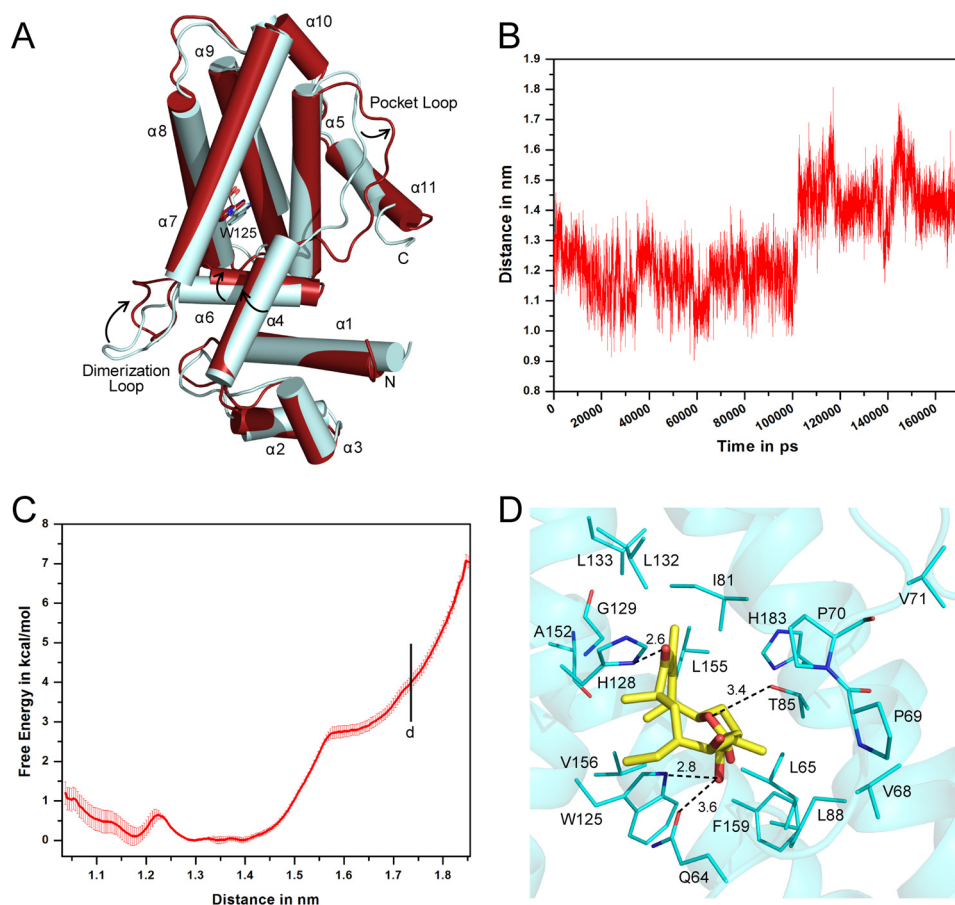 A
α10
α9
Pocket Loop
α5
α8
α11
α7
W125
C
α6
α4
α1
Dimerization
Loop
N
α2
α3
B
Distance in nm
1.9
1.8
1.7
1.6
1.5
1.4
1.3
1.2
1.1
1.0
0.9
0.8
0 20000 40000 60000 80000 100000 120000 140000 160000
Time in ps
C
Free Energy in kcal/mol
8
7
6
5
4
3
2
1
0
d
1.1 1.2 1.3 1.4 1.5 1.6 1.7 1.8
Distance in nm
D
L133 L132
I81
V71
G129
H183 P70
A152
2.6
L155
H128
3.4
T85
P69
V156
2.8
L65
V68
W125
3.6
F159
L88
Q64